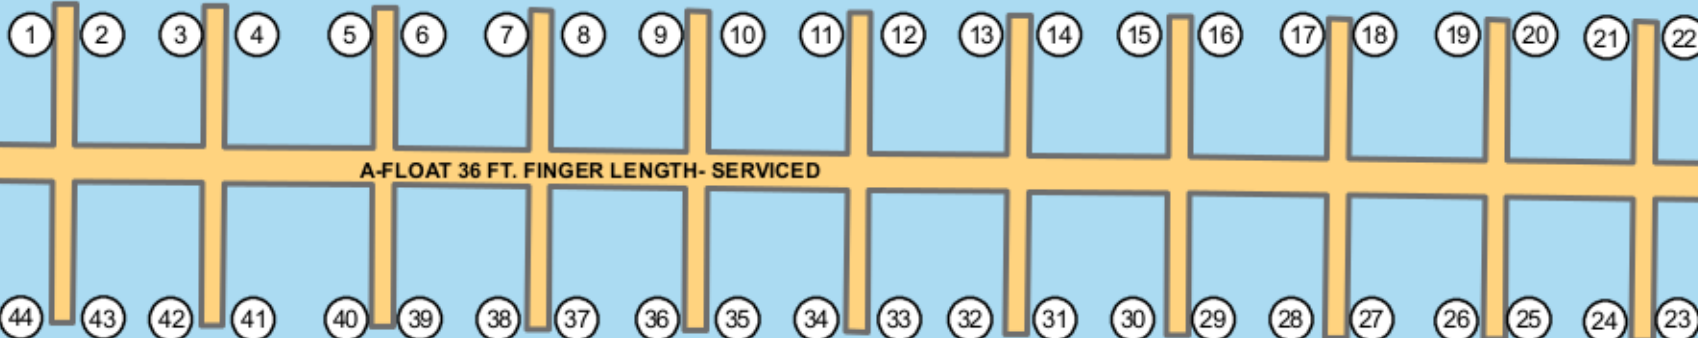 1 2 3 4 5 6 7 8 9 10 11 12 13 14 15 16 17 18 19 20 21 22
A-FLOAT 36 FT. FINGER LENGTH- SERVICED
44 43 42 41 40 39 38 37 36 35 34 33 32 31 30 29 28 27 26 25 24 23